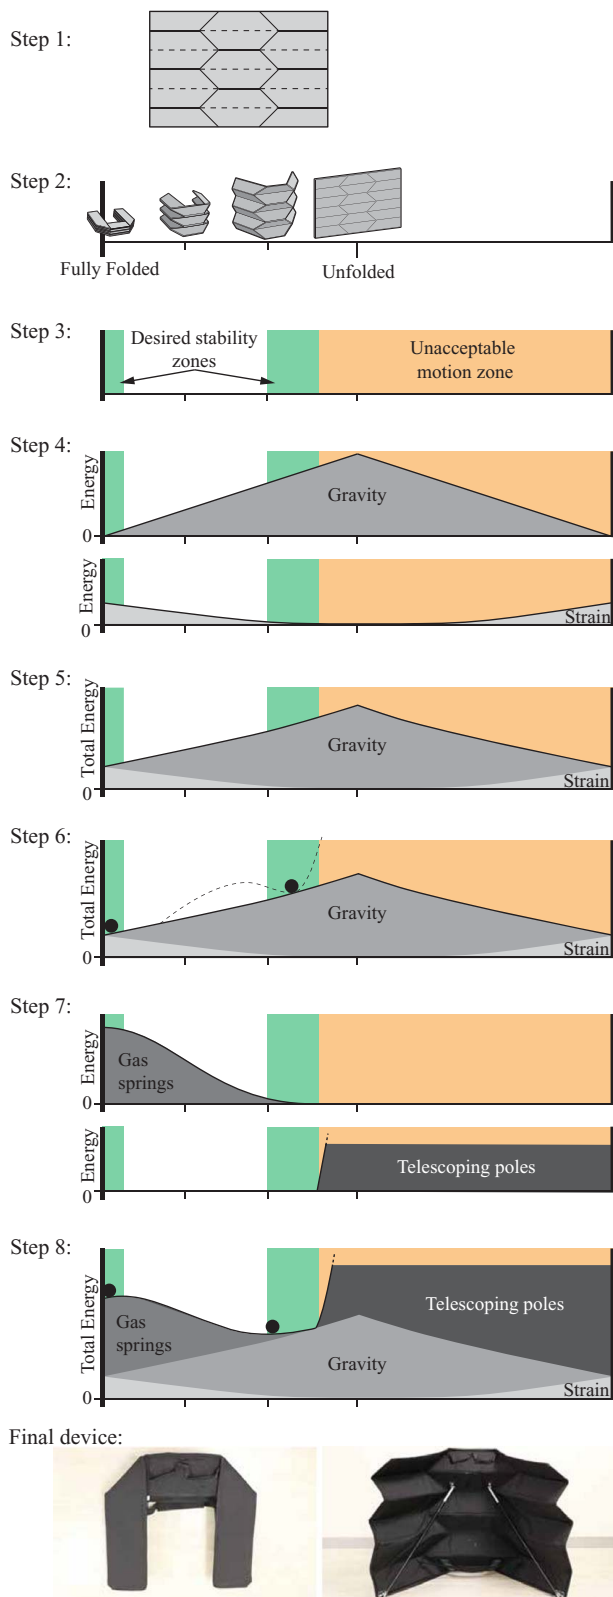 Step 1:
Step 2:
Fully Folded
Unfolded
Step 3:
Desired stability
zones
Unacceptable
motion zone
Step 4:
Energy
0
Gravity
Energy
0
Strain
Step 5:
Total Energy
0
Gravity
Strain
Step 6:
Total Energy
0
Gravity
Strain
Step 7:
Energy
0
Gas
springs
Energy
0
Telescoping poles
Step 8:
Total Energy
0
Gas
springs
Telescoping poles
Gravity
Strain
Final device: